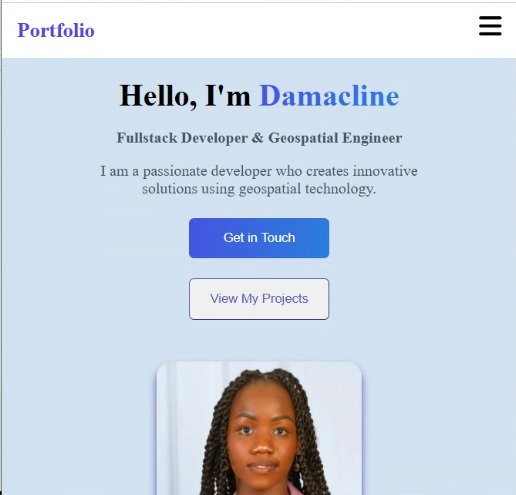 Portfolio
Hello, I'm Damacline
Fullstack Developer & Geospatial Engineer
I am a passionate developer who creates innovative
solutions using geospatial technology.
Get in Touch
View My Projects